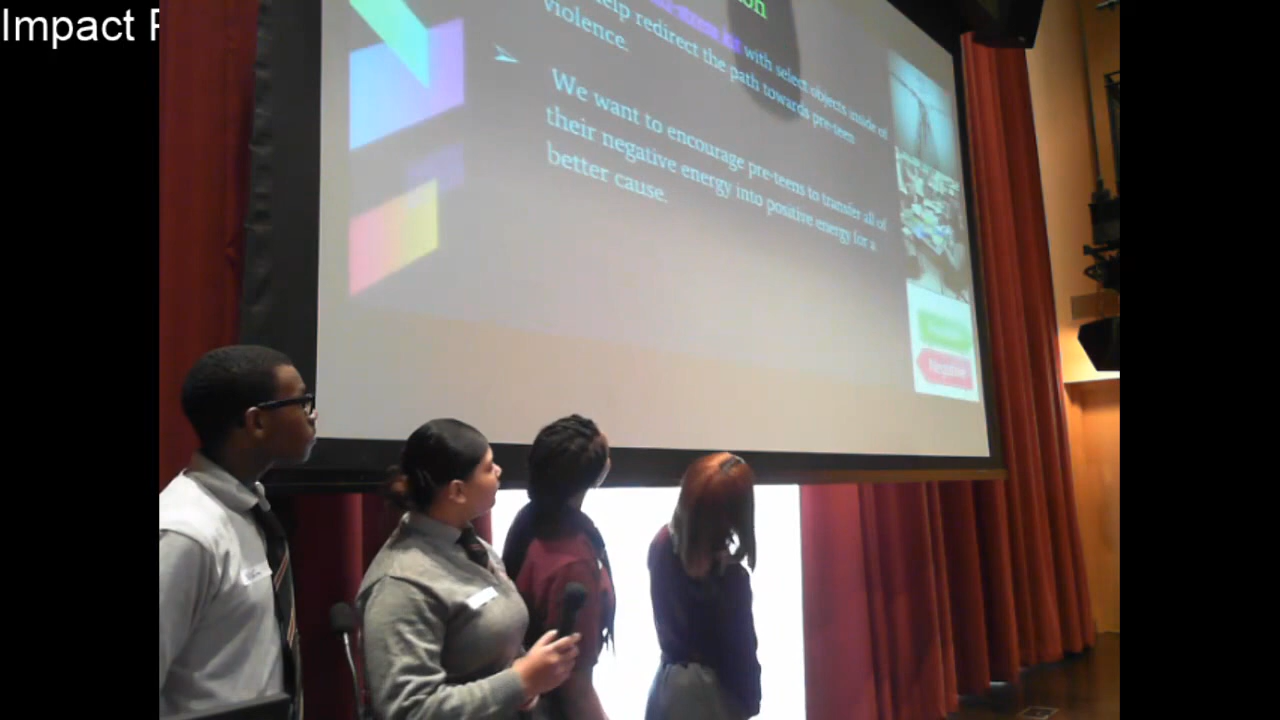 Impact
help redirect the path towards pre-teen
with select objects inside of
violence.
We want to encourage pre-teens to transfer all of
their negative energy into positive energy for a
better cause.
Negative